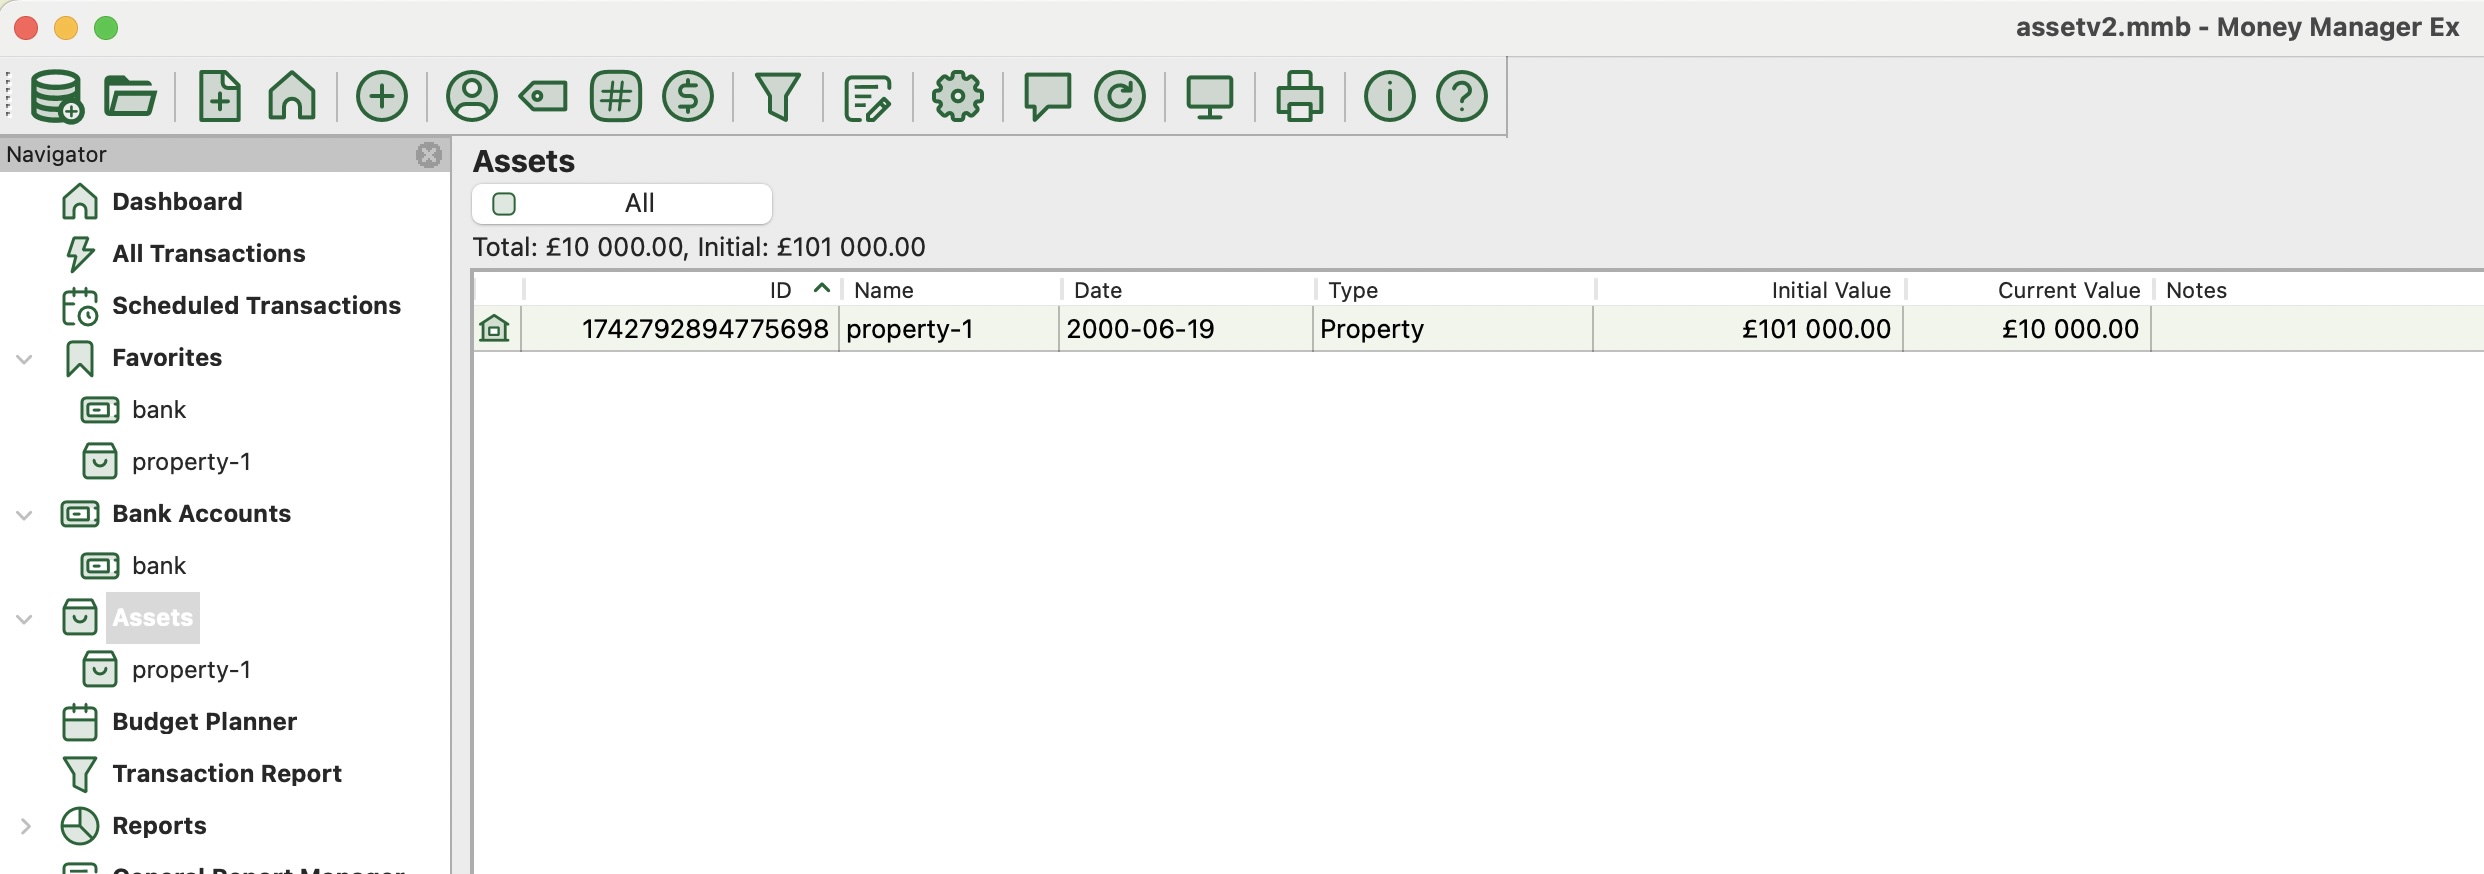 assetv2.mmb - Money Manager Ex
Navigator
Dashboard
All Transactions
Scheduled Transactions
Favorites
bank
property-1
Bank Accounts
bank
Assets
property-1
Budget Planner
Transaction Report
Reports
General Report Manager
Assets
All
Total: £10 000.00, Initial: £101 000.00
ID Name Date Type Initial Value Current Value Notes
1742792894775698 property-1 2000-06-19 Property £101 000.00 £10 000.00